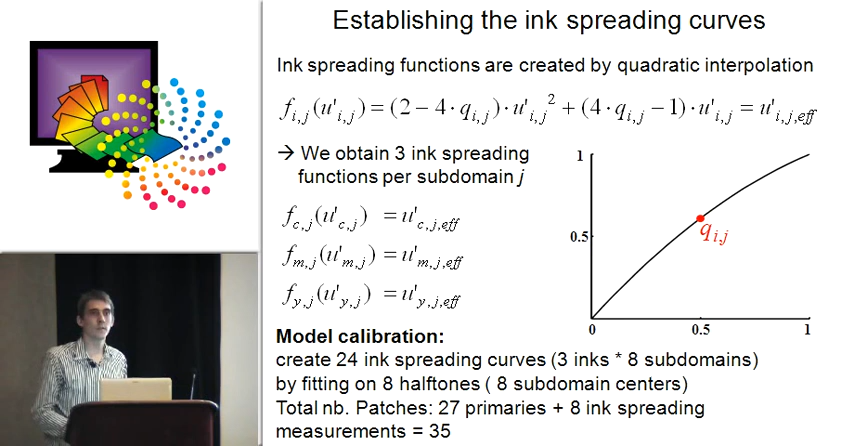 Establishing the ink spreading curves
Ink spreading functions are created by quadratic interpolation
f_{i,j}(u'_{i,j}) = (2 − 4 · q_{i,j}) · u'_{i,j}² + (4 · q_{i,j} − 1) · u'_{i,j} = u'_{i,j,eff}
→ We obtain 3 ink spreading
functions per subdomain j
f_{c,j}(u'_{c,j}) = u'_{c,j,eff}
f_{m,j}(u'_{m,j}) = u'_{m,j,eff}
f_{y,j}(u'_{y,j}) = u'_{y,j,eff}
1
0.5
q_{i,j}
0 0.5 1
Model calibration:
create 24 ink spreading curves (3 inks * 8 subdomains)
by fitting on 8 halftones ( 8 subdomain centers)
Total nb. Patches: 27 primaries + 8 ink spreading
measurements = 35